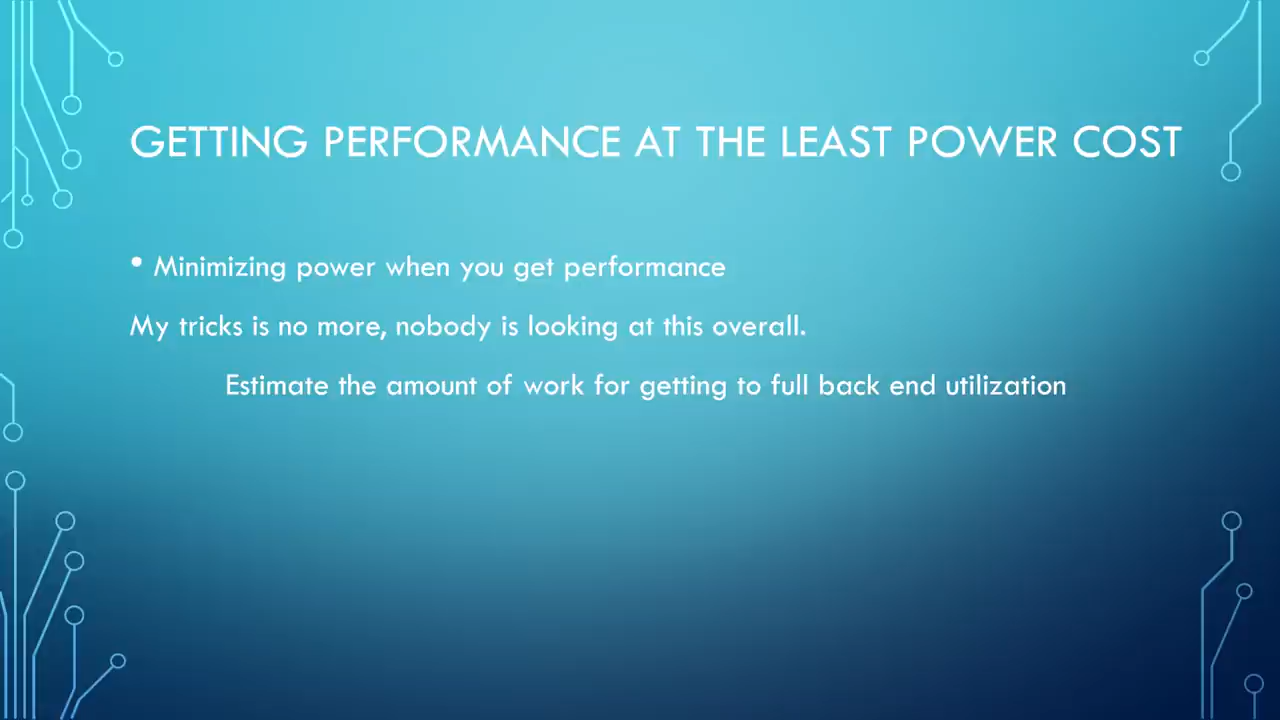 GETTING PERFORMANCE AT THE LEAST POWER COST
• Minimizing power when you get performance
My tricks is no more, nobody is looking at this overall.
Estimate the amount of work for getting to full back end utilization